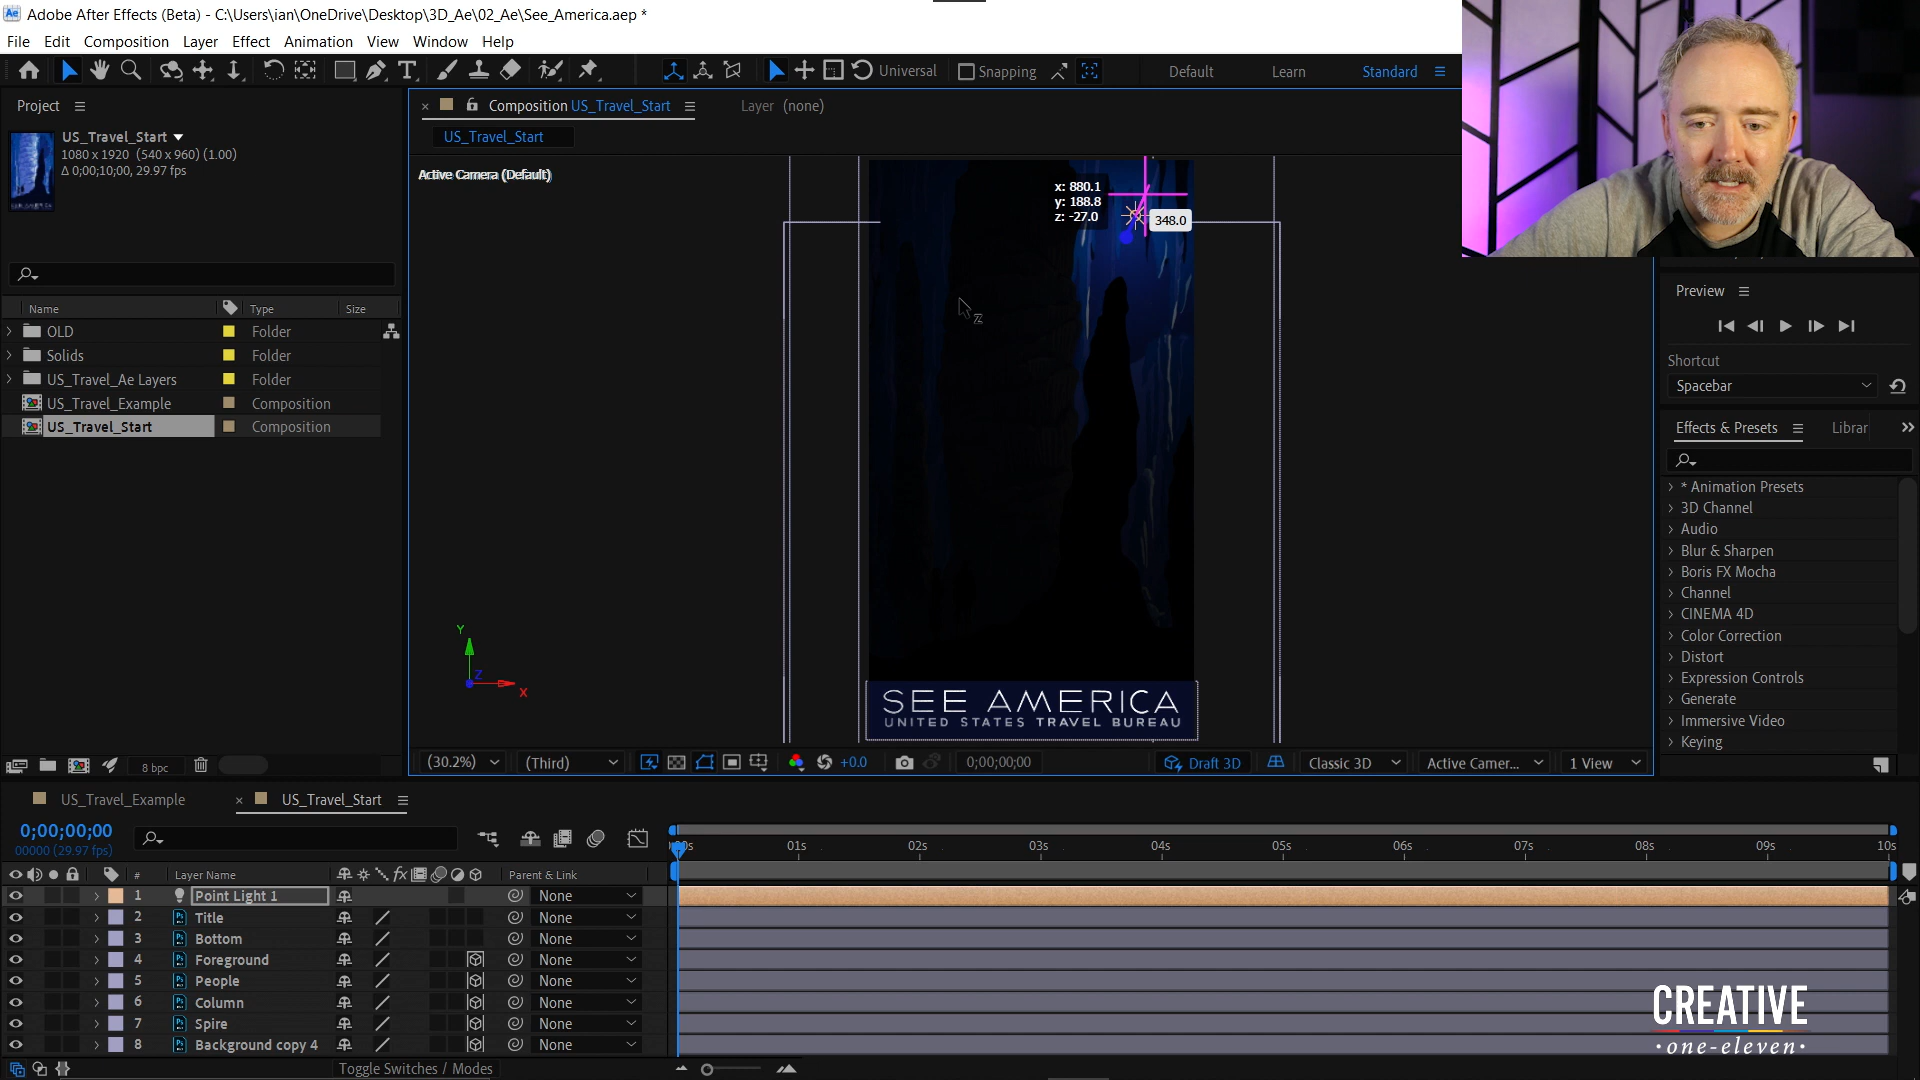 Adobe After Effects (Beta) - C:\Users\ian\OneDrive\Desktop\3D_Ae\02_Ae\See_America.aep *
File Edit Composition Layer Effect Animation View Window Help
Universal Snapping Default Learn Standard
Project
US_Travel_Start
1080 x 1920 (540 x 960) (1.00)
Δ 0;00;10;00, 29.97 fps
Name Type Size
OLD Folder
Solids Folder
US_Travel_Ae Layers Folder
US_Travel_Example Composition
US_Travel_Start Composition
8 bpc
Composition US_Travel_Start Layer (none)
US_Travel_Start
Active Camera (Default)
x: 880.1
y: 188.8
z: -27.0
348.0
Z
Y
Z
X
SEE AMERICA
UNITED STATES TRAVEL BUREAU
(30.2%) (Third) +0.0 0;00;00;00 Draft 3D Classic 3D Active Camer... 1 View
Preview
Shortcut
Spacebar
Effects & Presets Librar
* Animation Presets
3D Channel
Audio
Blur & Sharpen
Boris FX Mocha
Channel
CINEMA 4D
Color Correction
Distort
Expression Controls
Generate
Immersive Video
Keying
US_Travel_Example US_Travel_Start
0;00;00;00
00000 (29.97 fps)
01s 02s 03s 04s 05s 06s 07s 08s 09s 10s
# Layer Name fx Parent & Link
1 Point Light 1 None
2 Title None
3 Bottom None
4 Foreground None
5 People None
6 Column None
7 Spire None
8 Background copy 4 None
Toggle Switches / Modes
CREATIVE
•one-eleven•